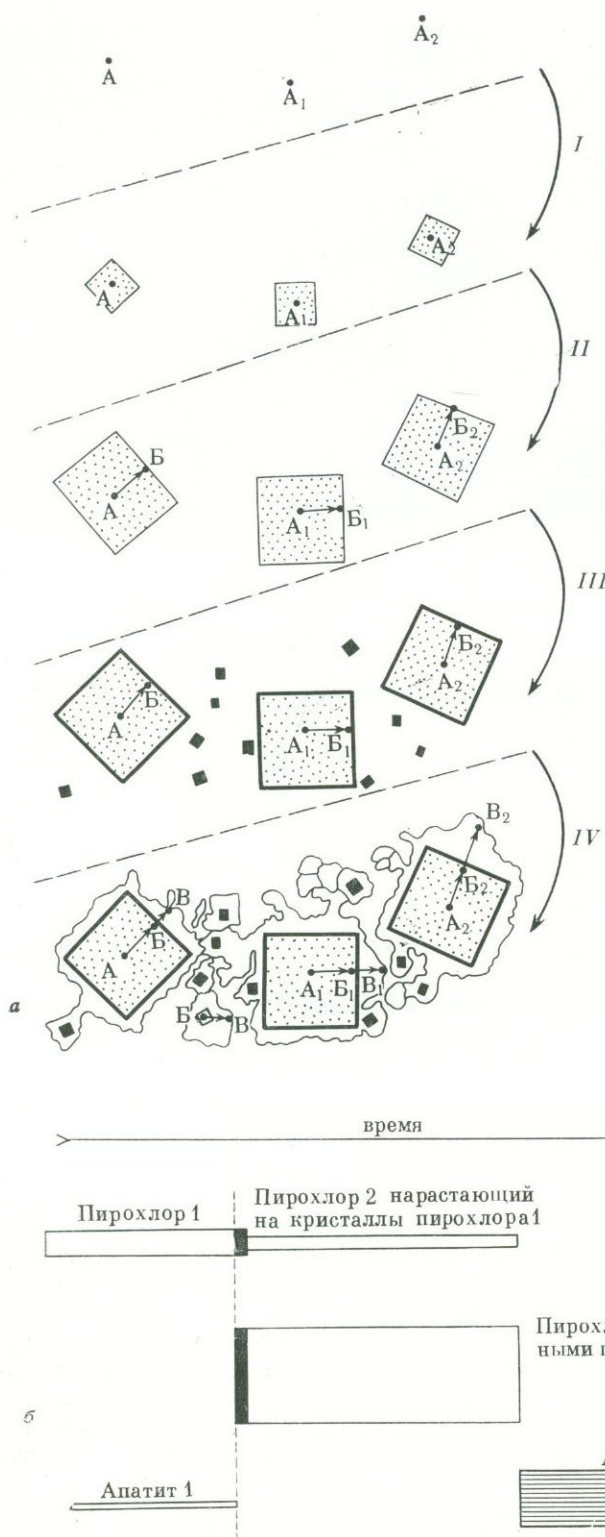 А
А₁
А₂
I
А
А₁
А₂
II
Б
А
А₁
Б₁
Б₂
А₂
III
Б
А
А₁
Б₁
Б₂
А₂
IV
В₂
В
Б
А
Б₂
А₂
А₁
Б₁
В₁
Б
В
а
время
Пирохлор 1
Пирохлор 2 нарастающий
на кристаллы пирохлора 1
ными
б
Апатит 1